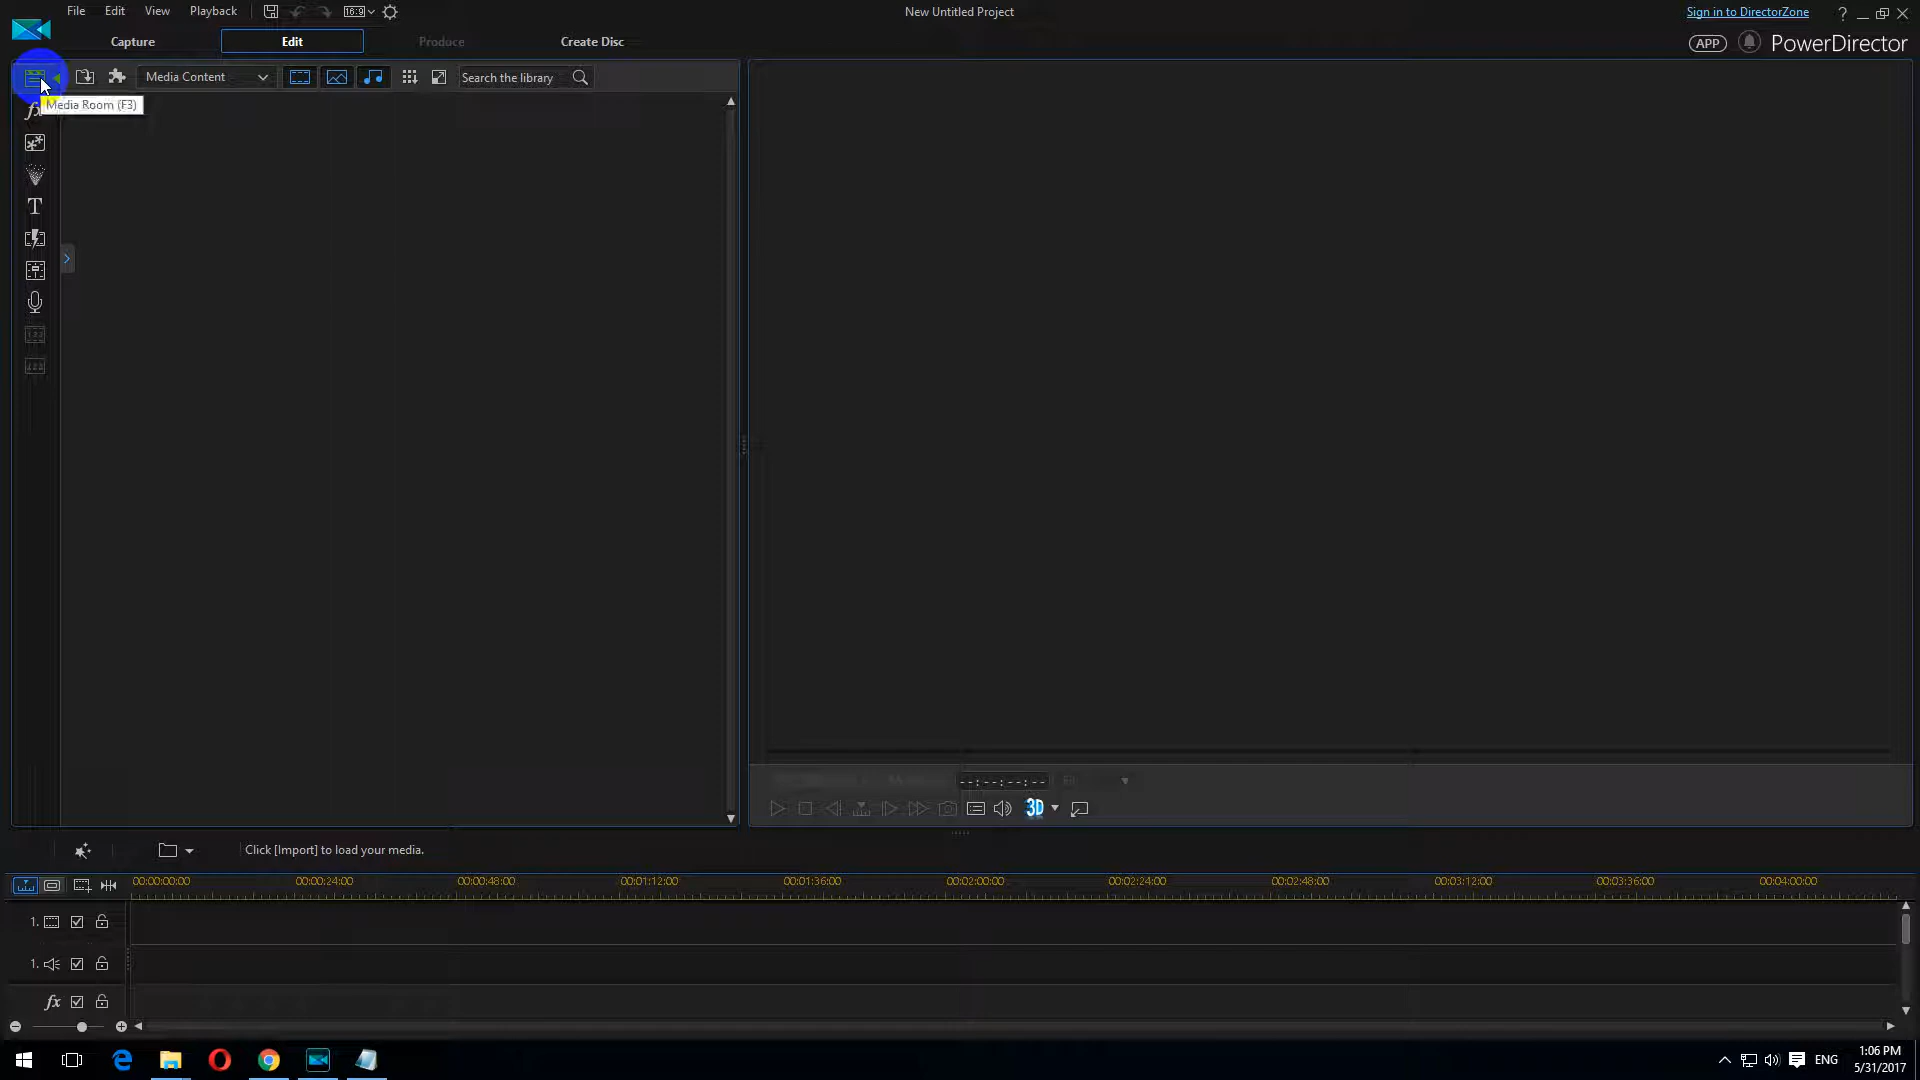 File Edit View Playback 16:9 New Untitled Project Sign in to DirectorZone ?
Capture Edit Produce Create Disc APP PowerDirector
Media Content Search the library
Media Room (F3)
fx
T
--:--:--:--
3D
Click [Import] to load your media.
00:00:00:00 00:00:24:00 00:00:48:00 00:01:12:00 00:01:36:00 00:02:00:00 00:02:24:00 00:02:48:00 00:03:12:00 00:03:36:00 00:04:00:00
1.
1.
fx
ENG 1:06 PM
5/31/2017